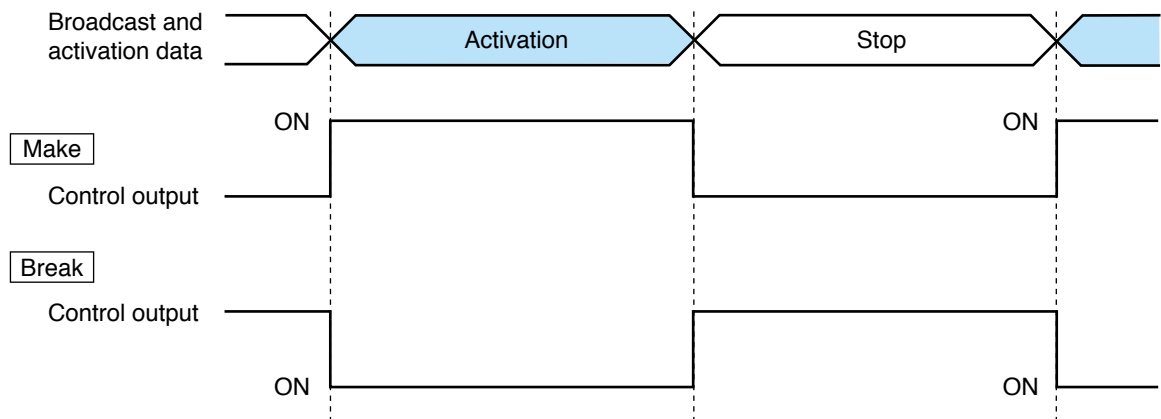 Broadcast and
activation data
Activation
Stop
ON
ON
Make
Control output
Break
Control output
ON
ON